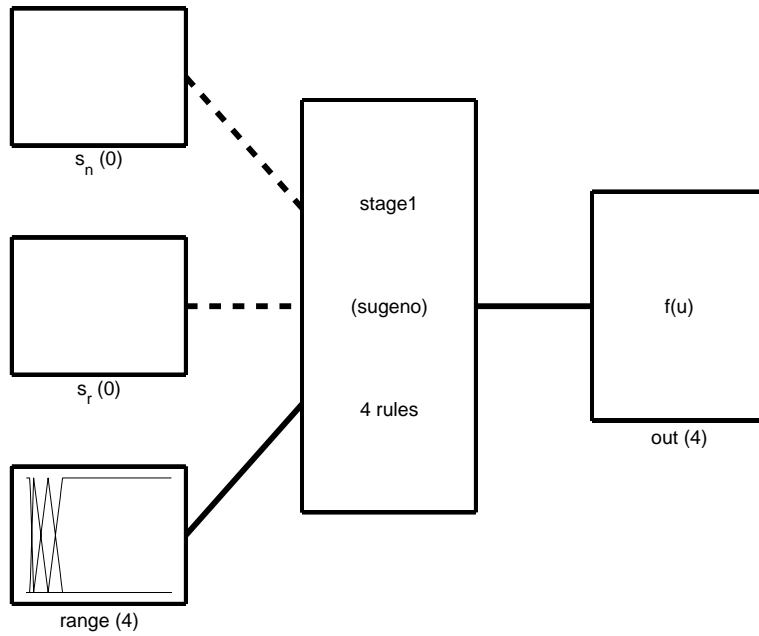 s_n (0)
stage1
(sugeno)
f(u)
s_r (0)
4 rules
out (4)
range (4)